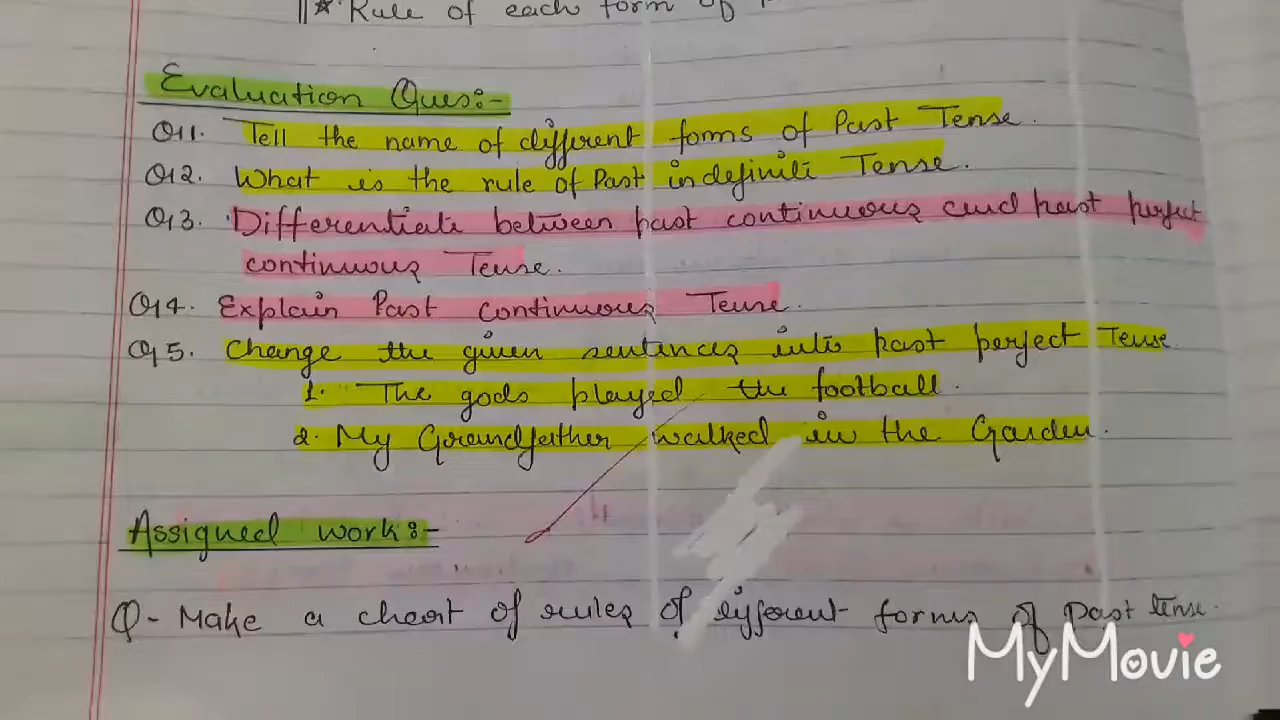 ||* Rule of each form of
Evaluation Ques:-
Q1. Tell the name of different forms of Past Tense.
Q2. What is the rule of Past indefinite Tense.
Q3. Differentiate between past continuous and past perfect
continuous Tense.
Q4. Explain Past continuous Tense.
Q5. Change the given sentences into past perfect Tense
1. The gods played the football.
2. My Grandfather walked in the Garden.
Assigned work:-
Q- Make a chart of rules of different forms of Past tense.
MyMovie